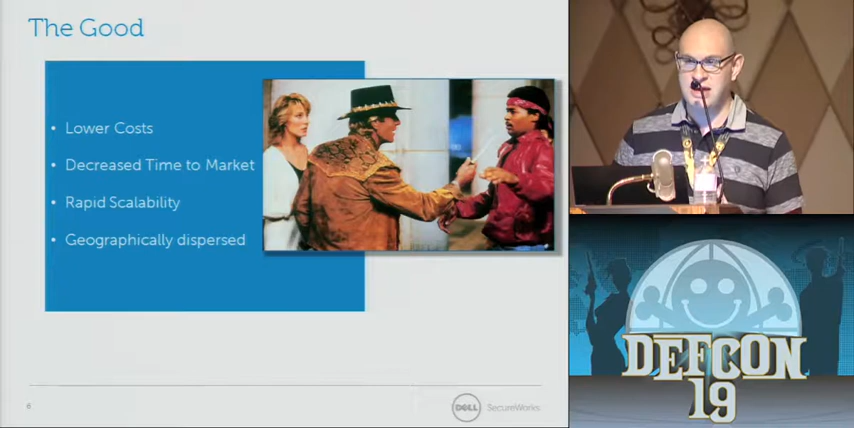 The Good
• Lower Costs
• Decreased Time to Market
• Rapid Scalability
• Geographically dispersed
6
DELL SecureWorks
DEFCON
19